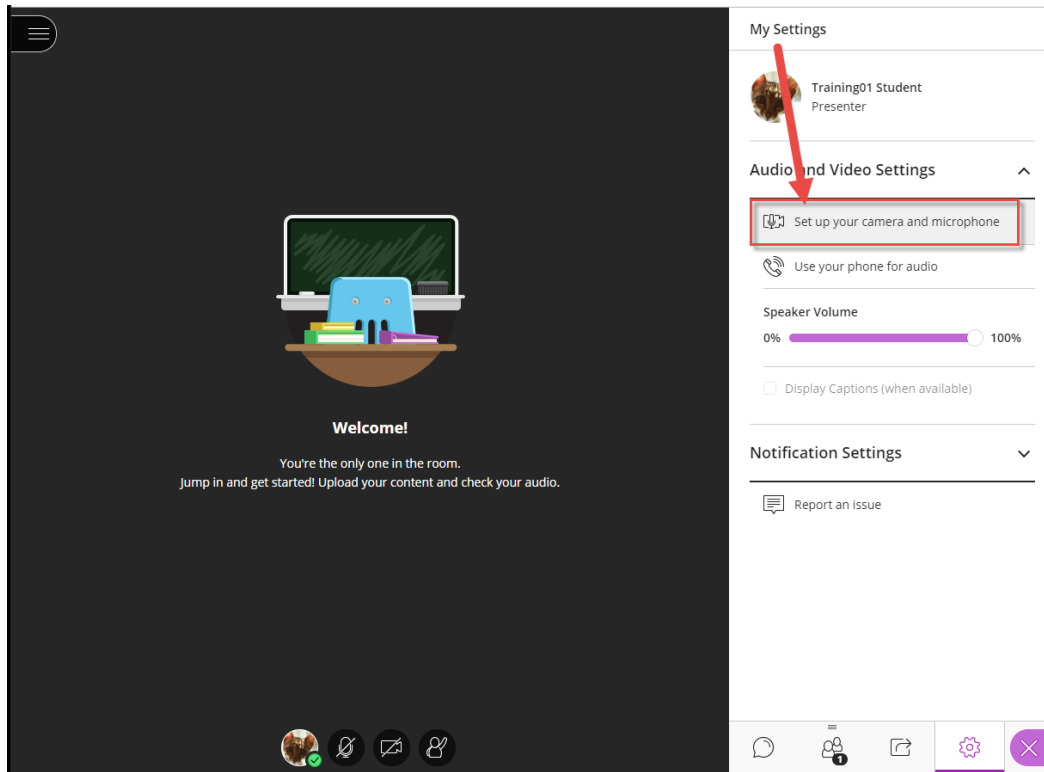 My Settings
Training01 Student
Presenter
Audio and Video Settings
Set up your camera and microphone
Use your phone for audio
Speaker Volume
0% 100%
Display Captions (when available)
Notification Settings
Report an issue
Welcome!
You're the only one in the room.
Jump in and get started! Upload your content and check your audio.
1